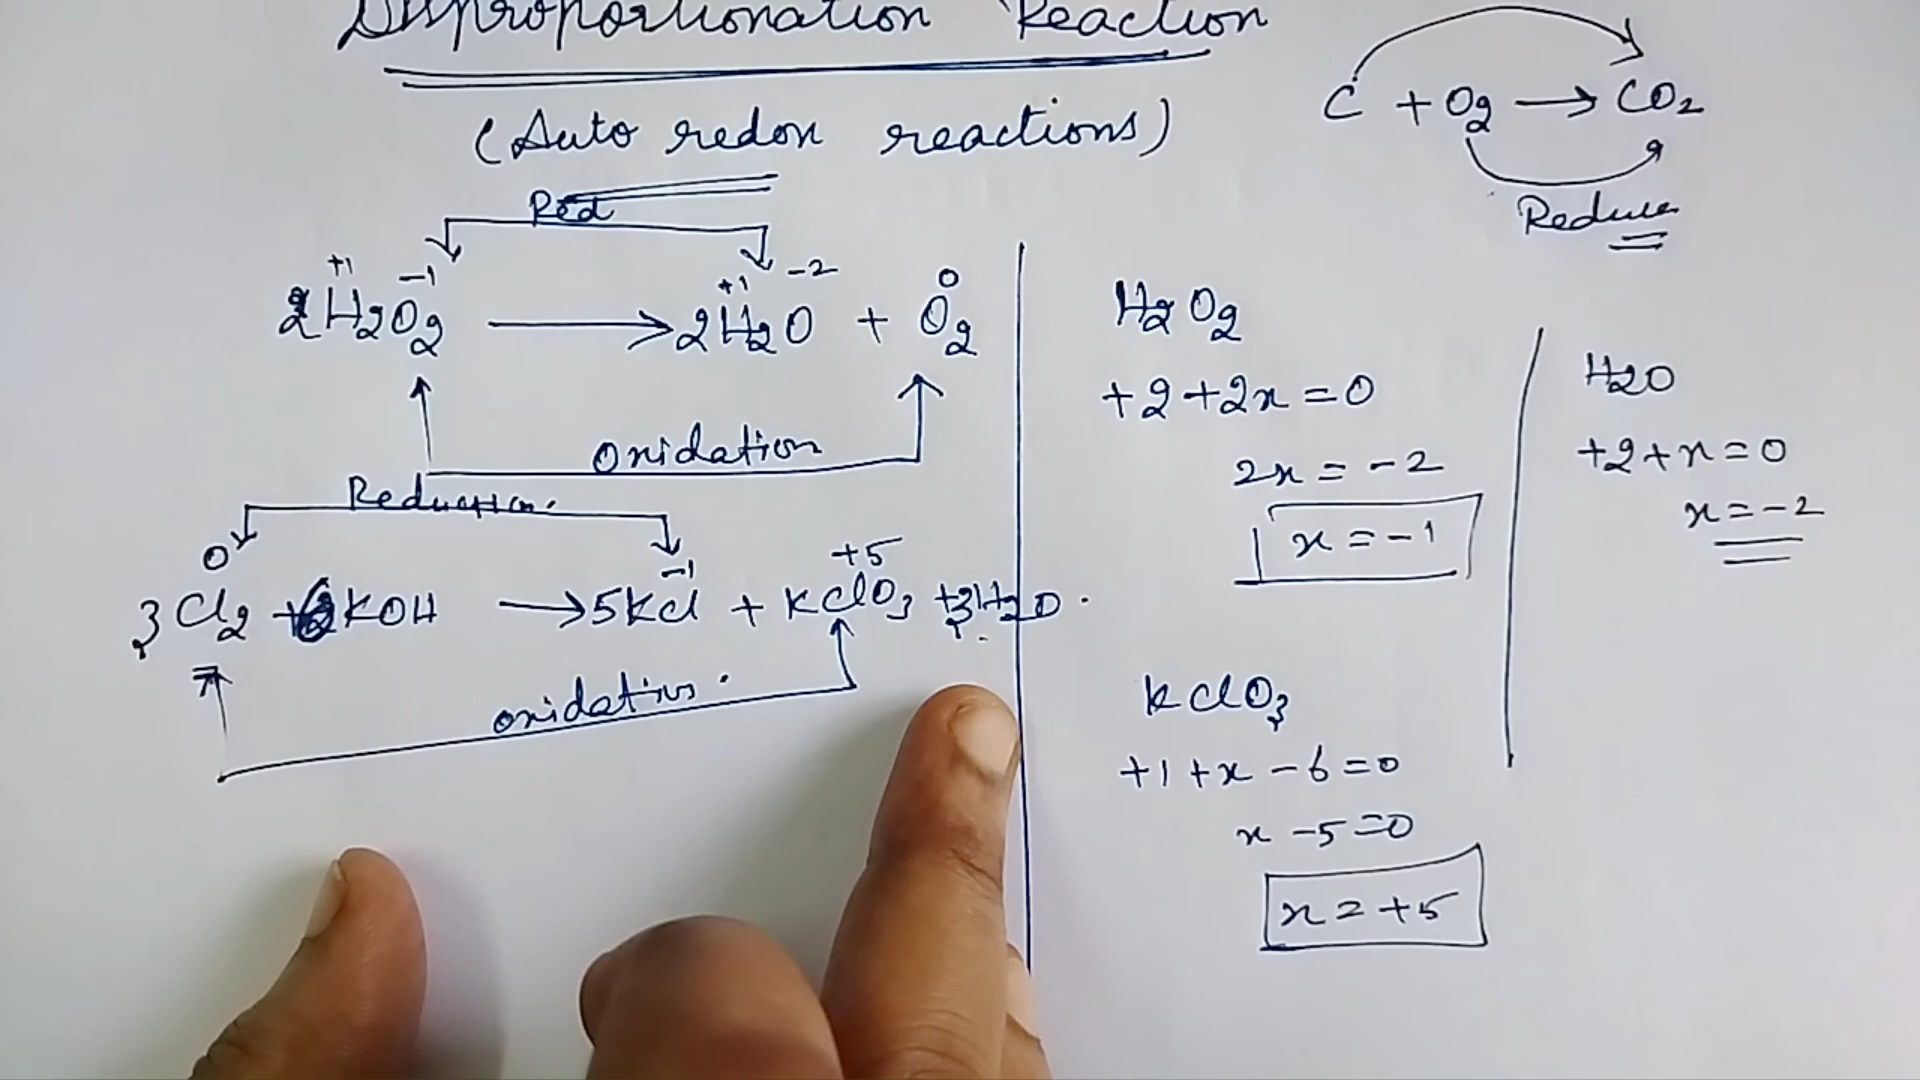 Disproportionation Reaction
(Auto redox reactions)
C + O2 → CO2
Reduce
Red
+1 -1 +1 -2 0
2H2O2 → 2H2O + O2
Oxidation
Reduction.
0 -1 +5
3Cl2 + 6KOH → 5KCl + KClO3 + 3H2O.
oxidation.
H2O2
+2+2x=0
2x = -2
x = -1
H2O
+2+x=0
x = -2
KClO3
+1+x-6=0
x-5=0
x = +5